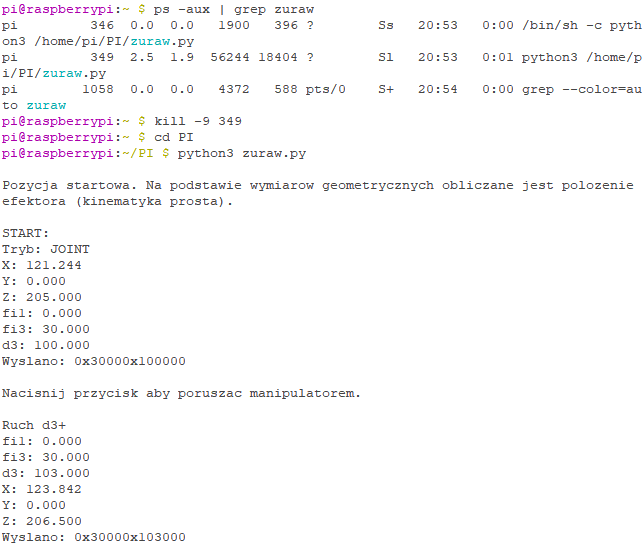 pi@raspberrypi:~ $ ps -aux | grep zuraw
pi         346  0.0  0.0   1900   396 ?        Ss   20:53   0:00 /bin/sh -c pyth
on3 /home/pi/PI/zuraw.py
pi         349  2.5  1.9  56244 18404 ?        Sl   20:53   0:01 python3 /home/p
i/PI/zuraw.py
pi        1058  0.0  0.0   4372   588 pts/0    S+   20:54   0:00 grep --color=au
to zuraw
pi@raspberrypi:~ $ kill -9 349
pi@raspberrypi:~ $ cd PI
pi@raspberrypi:~/PI $ python3 zuraw.py
Pozycja startowa. Na podstawie wymiarow geometrycznych obliczane jest polozenie
efektora (kinematyka prosta).
START:
Tryb: JOINT
X: 121.244
Y: 0.000
Z: 205.000
fi1: 0.000
fi3: 30.000
d3: 100.000
Wyslano: 0x30000x100000
Nacisnij przycisk aby poruszac manipulatorem.
Ruch d3+
fi1: 0.000
fi3: 30.000
d3: 103.000
X: 123.842
Y: 0.000
Z: 206.500
Wyslano: 0x30000x103000